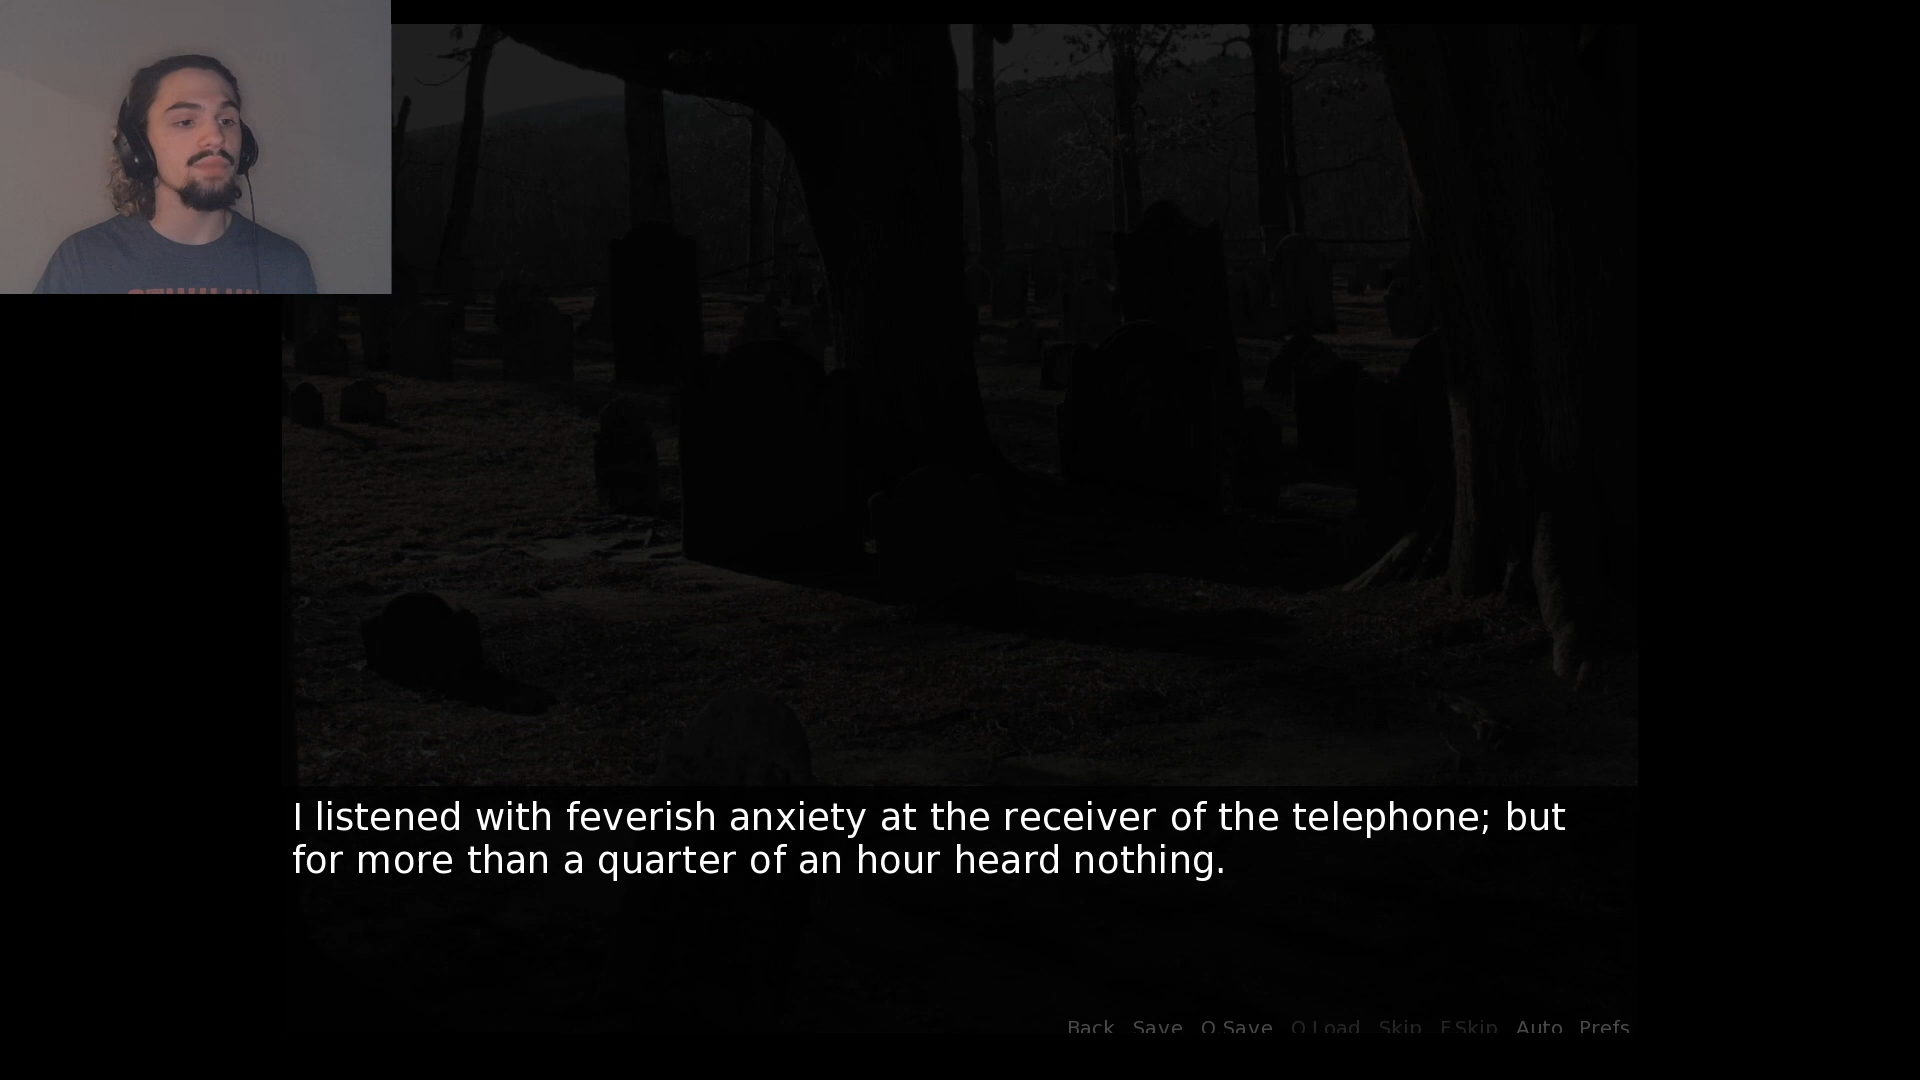 I listened with feverish anxiety at the receiver of the telephone; but
for more than a quarter of an hour heard nothing.
Back Save Q.Save Q.Load Skip F.Skip Auto Prefs